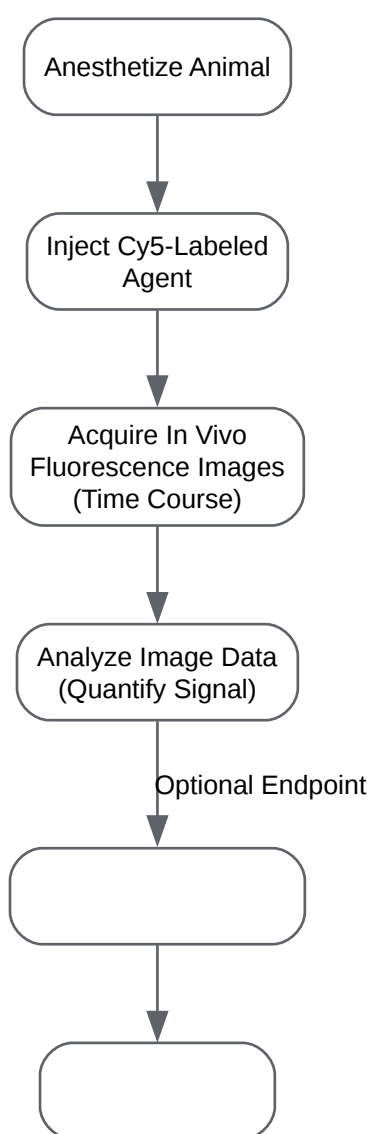 Anesthetize Animal
Inject Cy5-Labeled
Agent
Acquire In Vivo
Fluorescence Images
(Time Course)
Analyze Image Data
(Quantify Signal)
Optional Endpoint